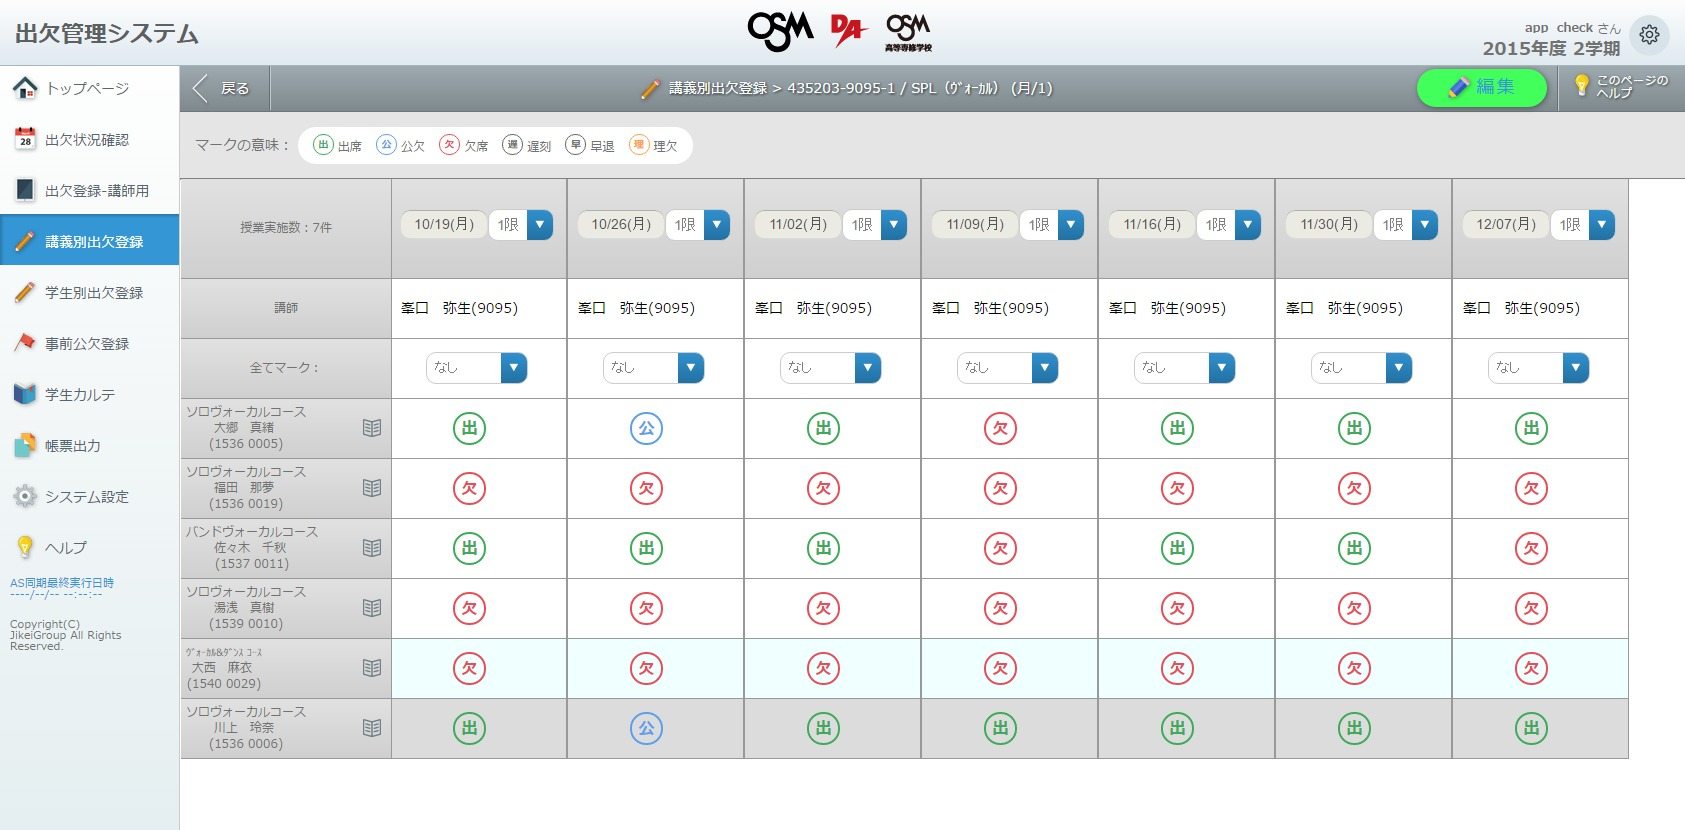 出欠管理システム
OSM DA OSM 高等専修学校
app check さん
2015年度 2学期
トップページ
28 出欠状況確認
出欠登録-講師用
講義別出欠登録
学生別出欠登録
事前公欠登録
学生カルテ
帳票出力
システム設定
ヘルプ
AS同期最終実行日時
----/--/-- --:--:--
Copyright(C)
JikeiGroup All Rights
Reserved.
戻る
講義別出欠登録 > 435203-9095-1 / SPL（ｳﾞｫｰｶﾙ） (月/1)
編集
このページの
ヘルプ
マークの意味： 出 出席 公 公欠 欠 欠席 遅 遅刻 早 早退 理 理欠
授業実施数：7件 10/19(月) 1限 ▼ 10/26(月) 1限 ▼ 11/02(月) 1限 ▼ 11/09(月) 1限 ▼ 11/16(月) 1限 ▼ 11/30(月) 1限 ▼ 12/07(月) 1限 ▼
講師 峯口　弥生(9095) 峯口　弥生(9095) 峯口　弥生(9095) 峯口　弥生(9095) 峯口　弥生(9095) 峯口　弥生(9095) 峯口　弥生(9095)
全てマーク： なし ▼ なし ▼ なし ▼ なし ▼ なし ▼ なし ▼ なし ▼
ソロヴォーカルコース
大郷　真緒
(1536 0005)
出 公 出 欠 出 出 出
ソロヴォーカルコース
福田　那夢
(1536 0019)
欠 欠 欠 欠 欠 欠 欠
バンドヴォーカルコース
佐々木　千秋
(1537 0011)
出 出 出 欠 出 出 欠
ソロヴォーカルコース
湯浅　真樹
(1539 0010)
欠 欠 欠 欠 欠 欠 欠
ｳﾞｫｰｶﾙ&ﾀﾞﾝｽ ｺｰｽ
大西　麻衣
(1540 0029)
欠 欠 欠 欠 欠 欠 欠
ソロヴォーカルコース
川上　玲奈
(1536 0006)
出 公 出 出 出 出 出